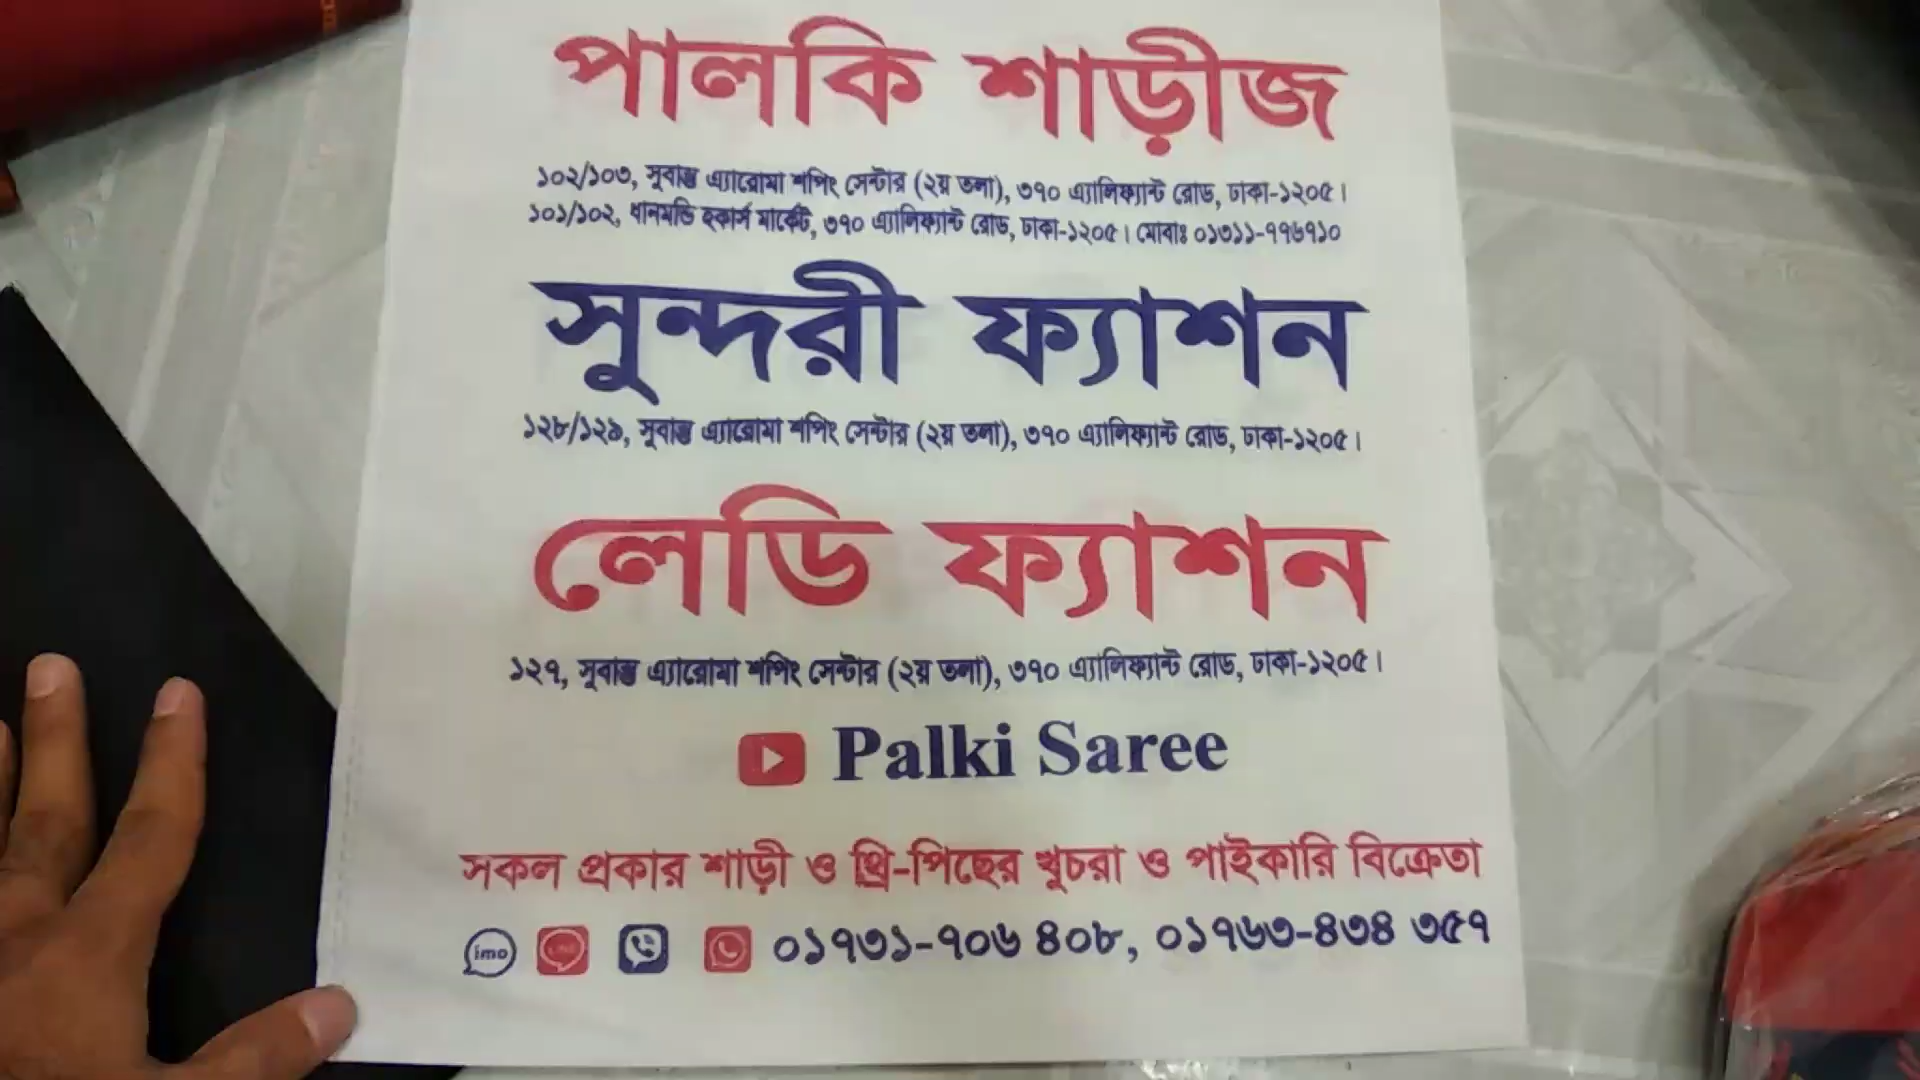 পালকি শাড়ীজ
১০২/১০৩, সুবাস্তু এ্যারোমা শপিং সেন্টার (২য় তলা), ৩৭০ এ্যালিফ্যান্ট রোড, ঢাকা-১২০৫।
১০১/১০২, ধানমন্ডি হকার্স মার্কেট, ৩৭০ এ্যালিফ্যান্ট রোড, ঢাকা-১২০৫। মোবাঃ ০১৩১১-৭৭৬৭১০
সুন্দরী ফ্যাশন
১২৮/১২৯, সুবাস্তু এ্যারোমা শপিং সেন্টার (২য় তলা), ৩৭০ এ্যালিফ্যান্ট রোড, ঢাকা-১২০৫।
লেডি ফ্যাশন
১২৭, সুবাস্তু এ্যারোমা শপিং সেন্টার (২য় তলা), ৩৭০ এ্যালিফ্যান্ট রোড, ঢাকা-১২০৫।
Palki Saree
সকল প্রকার শাড়ী ও থ্রি-পিছের খুচরা ও পাইকারি বিক্রেতা
imo ০১৭৩১-৭০৬ ৪০৮, ০১৭৬৩-৪৩৪ ৩৫৭